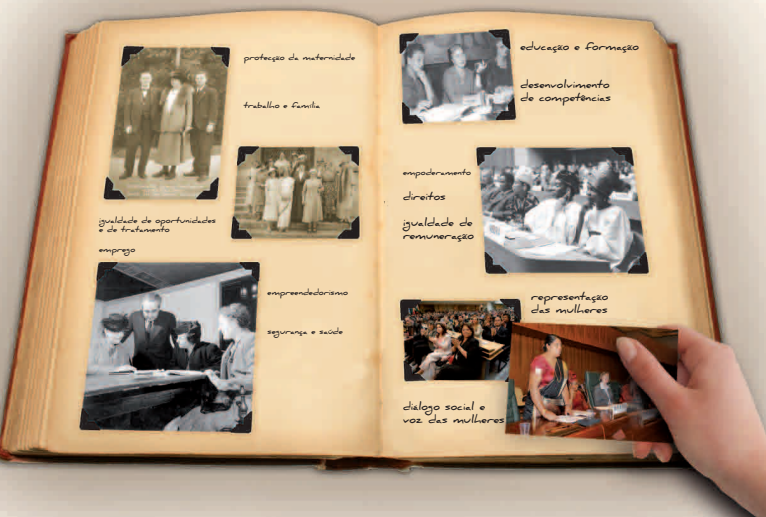 protecção da maternidade
trabalho e família
igualdade de oportunidades
e de tratamento
emprego
empreendedorismo
segurança e saúde
educação e formação
desenvolvimento
de competências
empoderamento
direitos
igualdade de
remuneração
representação
das mulheres
diálogo social e
voz das mulheres